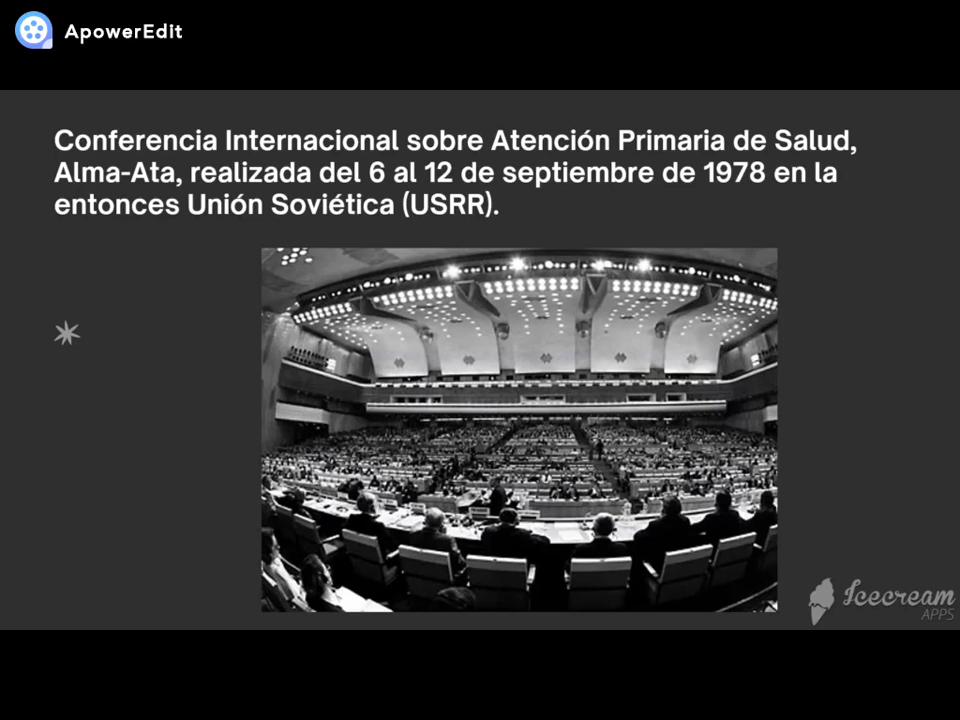 ApowerEdit
Conferencia Internacional sobre Atención Primaria de Salud,
Alma-Ata, realizada del 6 al 12 de septiembre de 1978 en la
entonces Unión Soviética (USRR).
Icecream
APPS